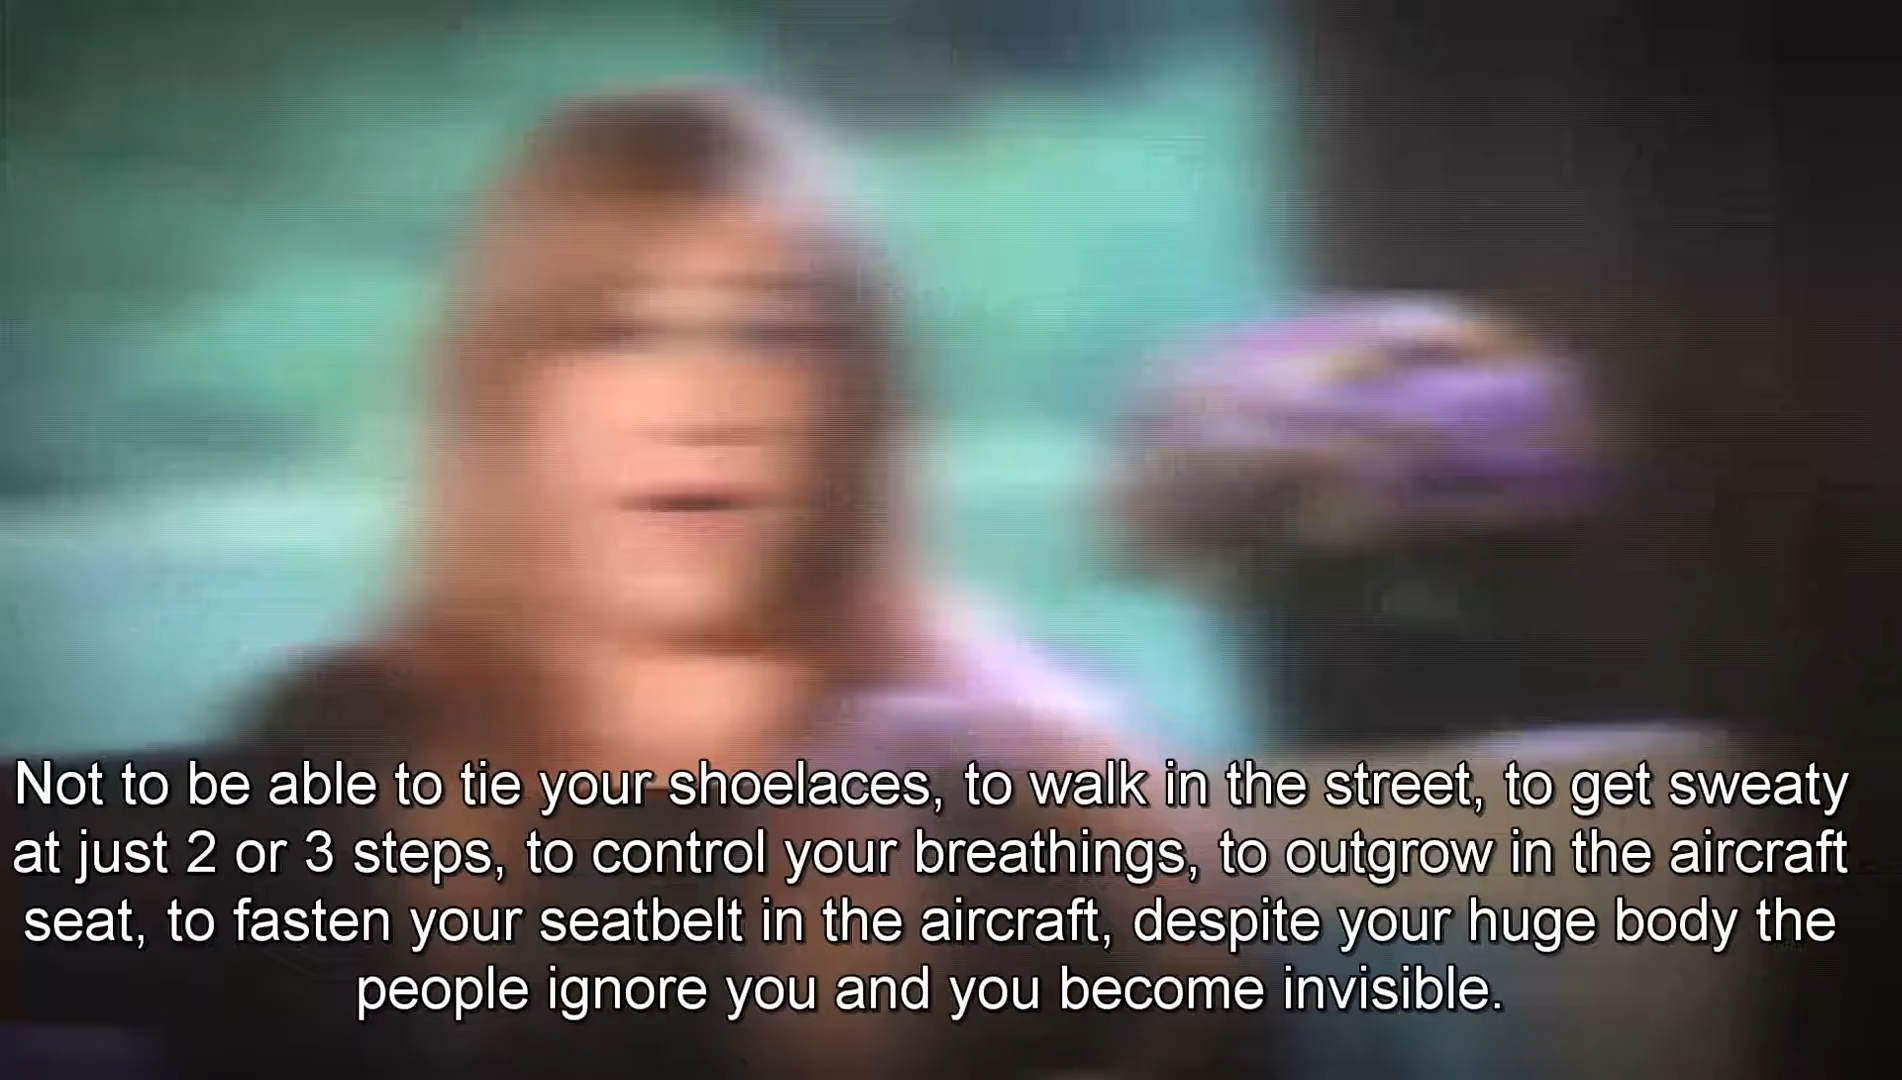 Not to be able to tie your shoelaces, to walk in the street, to get sweaty
at just 2 or 3 steps, to control your breathings, to outgrow in the aircraft
seat, to fasten your seatbelt in the aircraft, despite your huge body the
people ignore you and you become invisible.